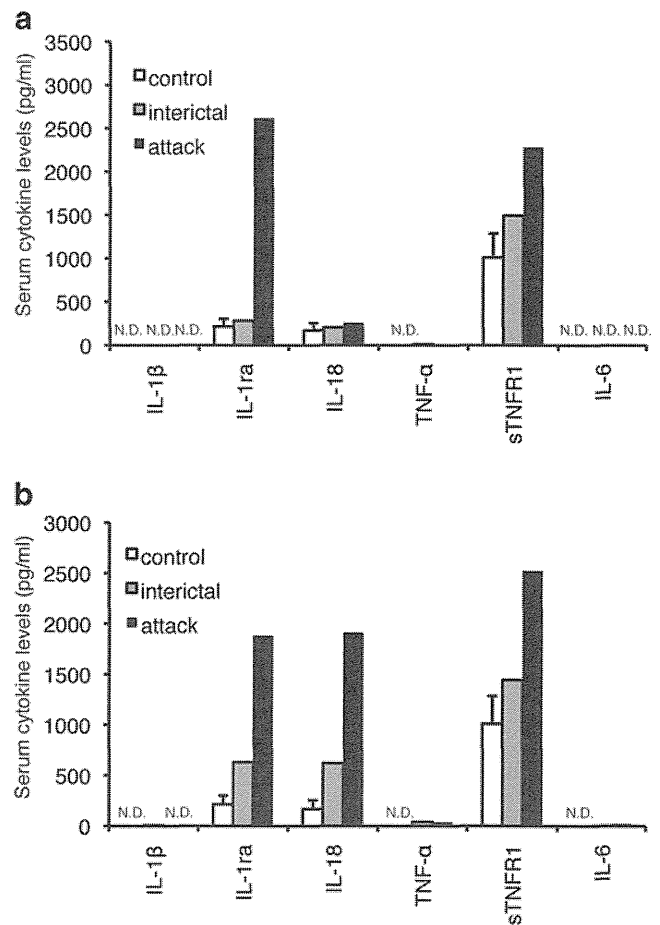 a
Serum cytokine levels (pg/ml)
3500
3000
2500
2000
1500
1000
500
0
control
interictal
attack
N.D. N.D. N.D.
N.D.
N.D. N.D. N.D.
IL-1β
IL-1ra
IL-18
TNF-α
sTNFR1
IL-6
b
Serum cytokine levels (pg/ml)
3000
2500
2000
1500
1000
500
0
control
interictal
attack
N.D. N.D.
N.D.
N.D.
IL-1β
IL-1ra
IL-18
TNF-α
sTNFR1
IL-6